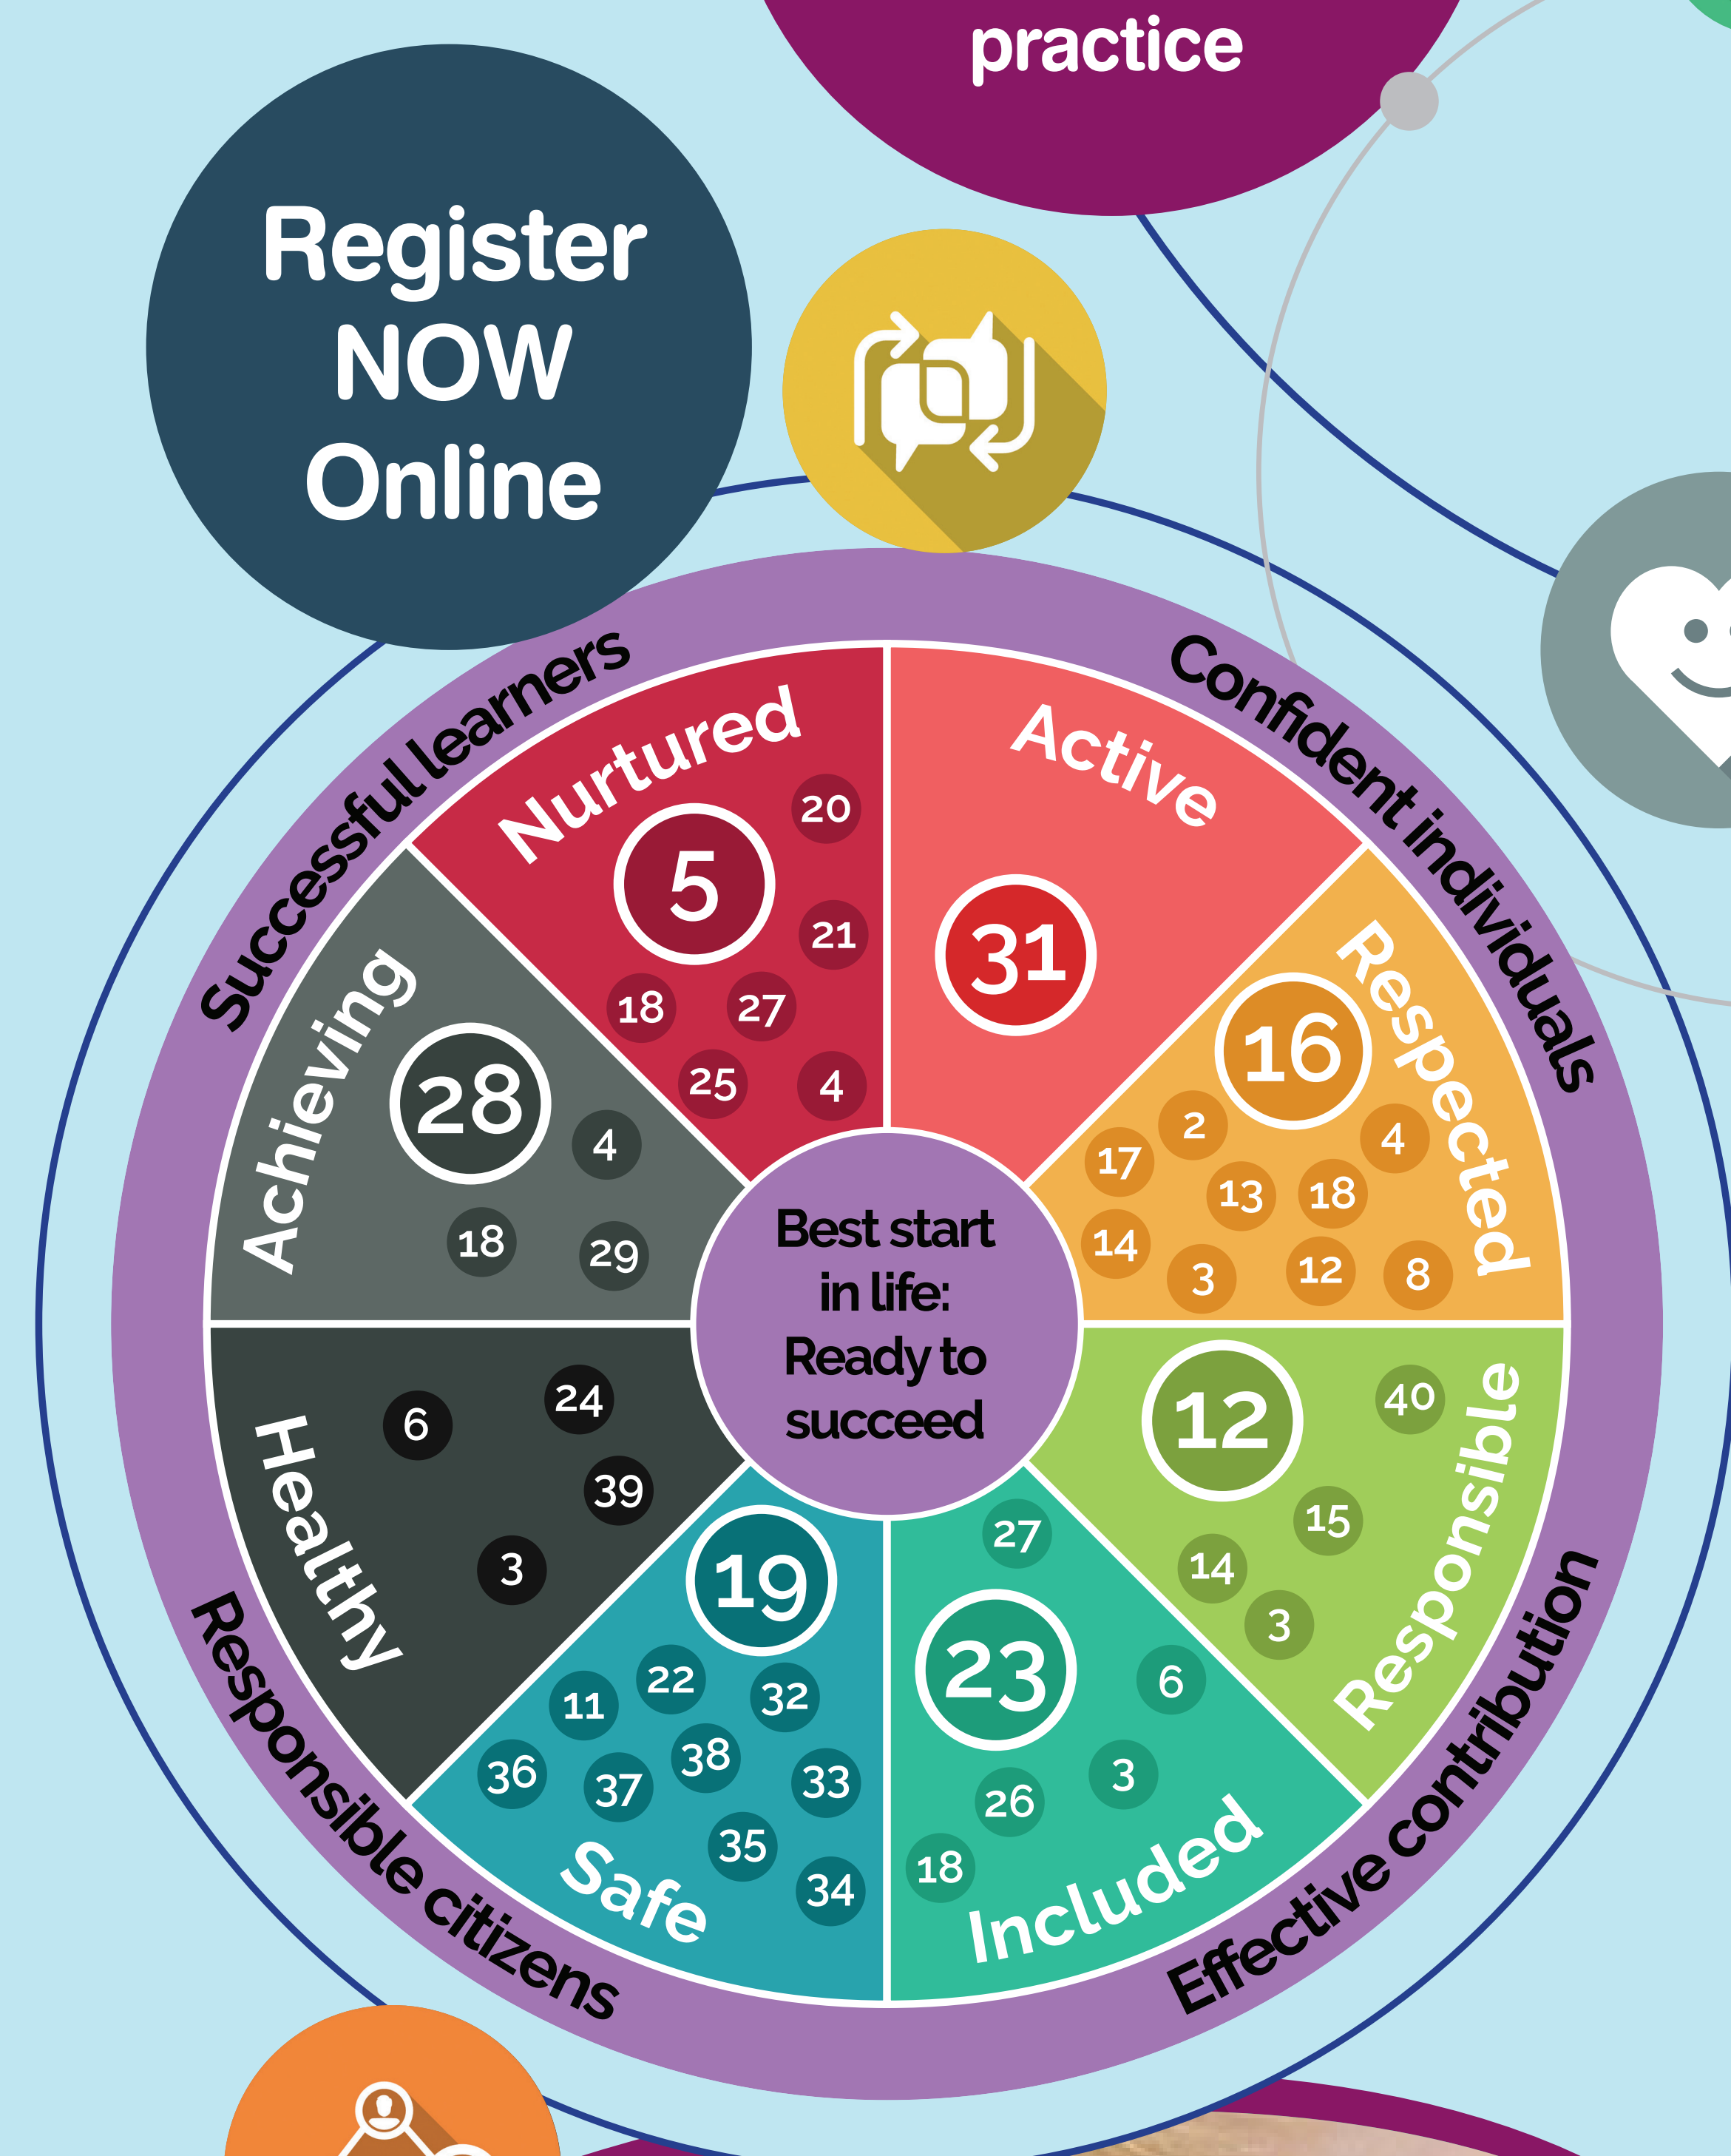 practice
Register
NOW
Online
Successful learners
Confident individuals
Nurtured
5
20
21
18
27
25
4
Active
31
Respected
16
2
4
17
13
18
14
3
12
8
Achieving
28
4
18
29
Best start
in life:
Ready to
succeed
Healthy
6
24
39
3
Safe
19
22
32
11
38
36
37
33
35
34
Included
27
23
6
3
26
18
Responsible
12
40
15
14
3
Responsible citizens
Effective contribution